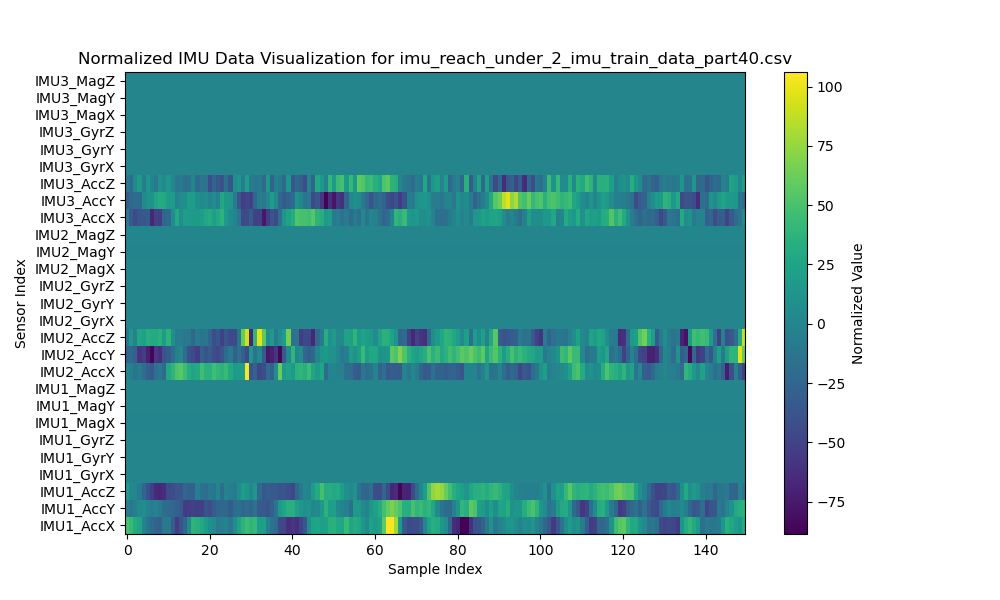 Normalized IMU Data Visualization for imu_reach_under_2_imu_train_data_part40.csv
IMU3_MagZ
IMU3_MagY
IMU3_MagX
IMU3_GyrZ
IMU3_GyrY
IMU3_GyrX
IMU3_AccZ
IMU3_AccY
IMU3_AccX
IMU2_MagZ
IMU2_MagY
IMU2_MagX
IMU2_GyrZ
IMU2_GyrY
IMU2_GyrX
IMU2_AccZ
IMU2_AccY
IMU2_AccX
IMU1_MagZ
IMU1_MagY
IMU1_MagX
IMU1_GyrZ
IMU1_GyrY
IMU1_GyrX
IMU1_AccZ
IMU1_AccY
IMU1_AccX
Sensor Index
0 20 40 60 80 100 120 140
Sample Index
100
75
50
25
0
−25
−50
−75
Normalized Value